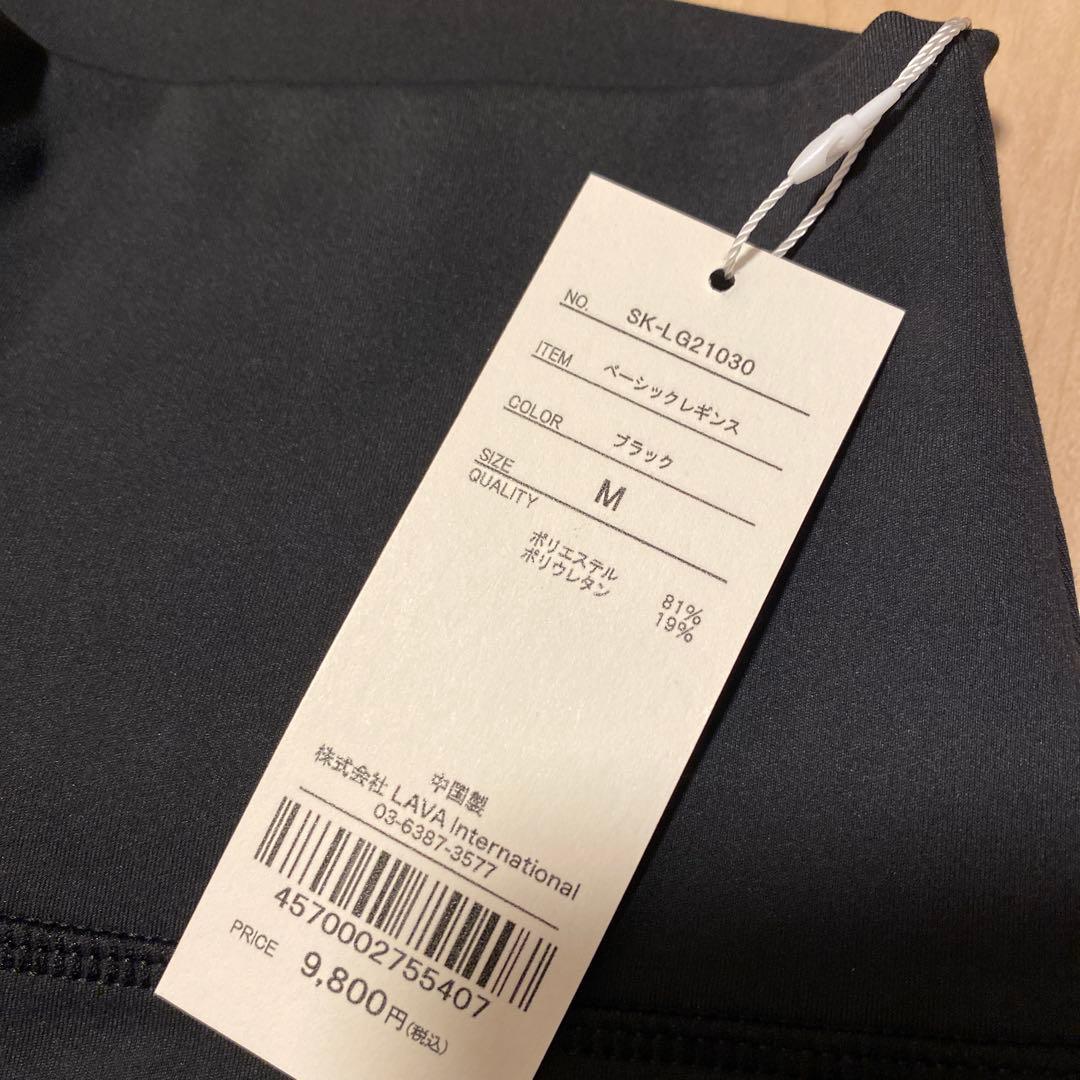 NO. SK-LG21030
ITEM ベーシックレギンス
COLOR ブラック
SIZE M
QUALITY
ポリエステル 81%
ポリウレタン 19%
中国製
株式会社 LAVA International
03-6387-3577
4570002755407
PRICE 9,800円(税込)